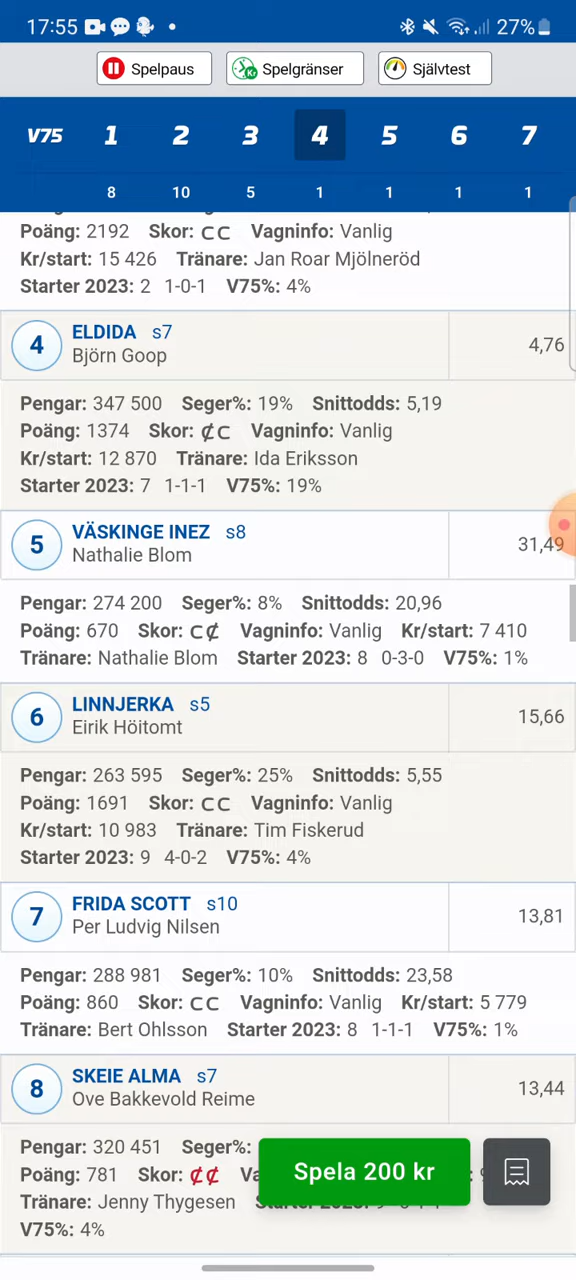 17:55 27%
Spelpaus Spelgränser Självtest
V75 1 2 3 4 5 6 7
8 10 5 1 1 1 1
Poäng: 2192 Skor: C C Vagninfo: Vanlig
Kr/start: 15 426 Tränare: Jan Roar Mjölneröd
Starter 2023: 2 1-0-1 V75%: 4%
4 ELDIDA s7 4,76
Björn Goop
Pengar: 347 500 Seger%: 19% Snittodds: 5,19
Poäng: 1374 Skor: ₵ C Vagninfo: Vanlig
Kr/start: 12 870 Tränare: Ida Eriksson
Starter 2023: 7 1-1-1 V75%: 19%
5 VÄSKINGE INEZ s8 31,49
Nathalie Blom
Pengar: 274 200 Seger%: 8% Snittodds: 20,96
Poäng: 670 Skor: C ₵ Vagninfo: Vanlig Kr/start: 7 410
Tränare: Nathalie Blom Starter 2023: 8 0-3-0 V75%: 1%
6 LINNJERKA s5 15,66
Eirik Höitomt
Pengar: 263 595 Seger%: 25% Snittodds: 5,55
Poäng: 1691 Skor: C C Vagninfo: Vanlig
Kr/start: 10 983 Tränare: Tim Fiskerud
Starter 2023: 9 4-0-2 V75%: 4%
7 FRIDA SCOTT s10 13,81
Per Ludvig Nilsen
Pengar: 288 981 Seger%: 10% Snittodds: 23,58
Poäng: 860 Skor: C C Vagninfo: Vanlig Kr/start: 5 779
Tränare: Bert Ohlsson Starter 2023: 8 1-1-1 V75%: 1%
8 SKEIE ALMA s7 13,44
Ove Bakkevold Reime
Pengar: 320 451 Seger%:
Poäng: 781 Skor: ₵ ₵
Spela 200 kr
Tränare: Jenny Thygesen
V75%: 4%